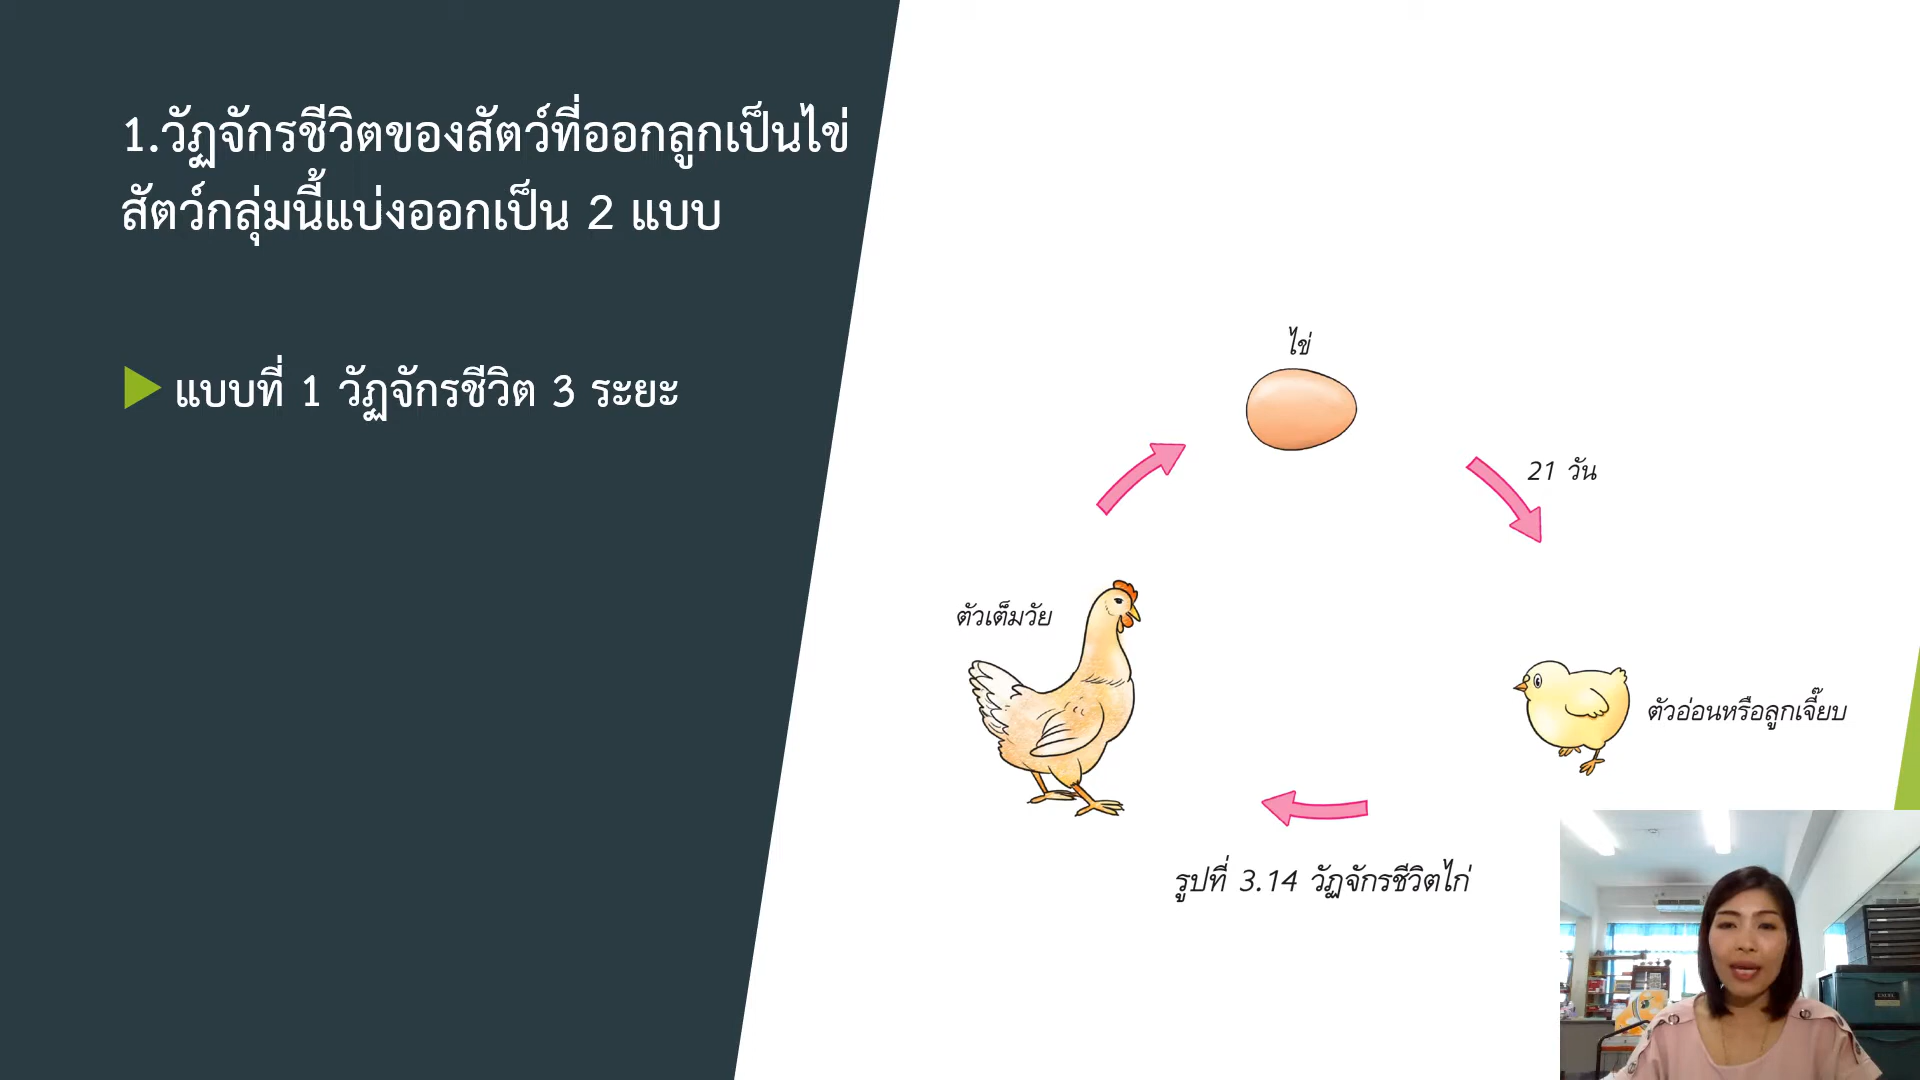 1.วัฏจักรชีวิตของสัตว์ที่ออกลูกเป็นไข่
สัตว์กลุ่มนี้แบ่งออกเป็น 2 แบบ
แบบที่ 1 วัฏจักรชีวิต 3 ระยะ
ไข่
21 วัน
ตัวเต็มวัย
ตัวอ่อนหรือลูกเจี๊ยบ
รูปที่ 3.14 วัฏจักรชีวิตไก่